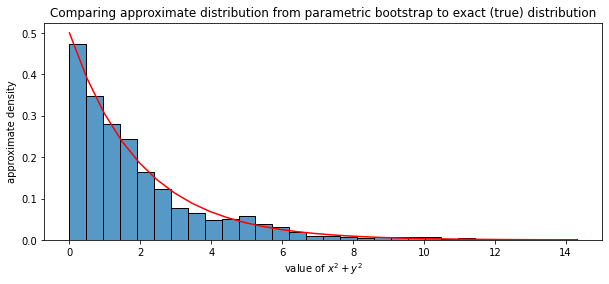 Comparing approximate distribution from parametric bootstrap to exact (true) distribution
approximate density
0.5
0.4
0.3
0.2
0.1
0.0
0 2 4 6 8 10 12 14
value of x² + y²